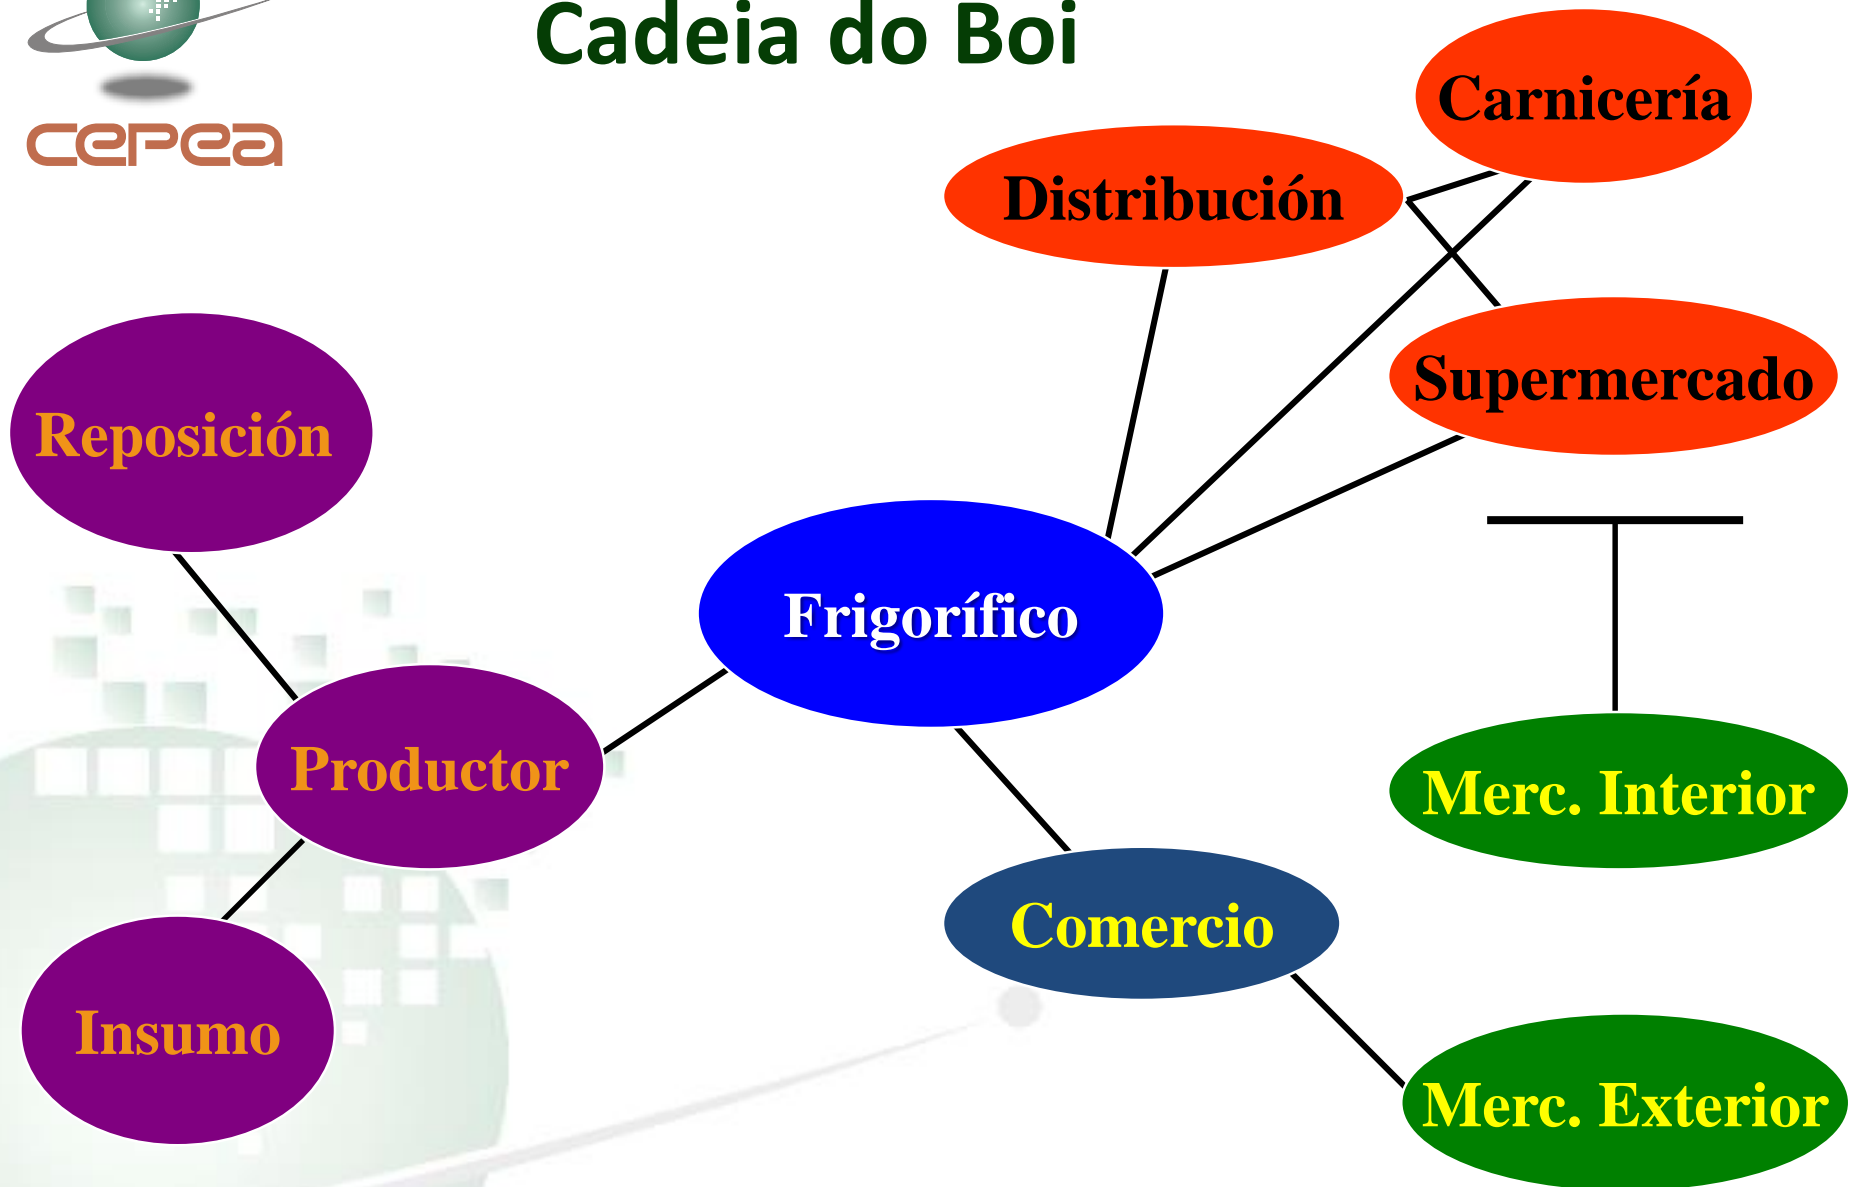 Cadeia do Boi
cepea
Carnicería
Distribución
Supermercado
Reposición
Frigorífico
Productor
Merc. Interior
Comercio
Insumo
Merc. Exterior